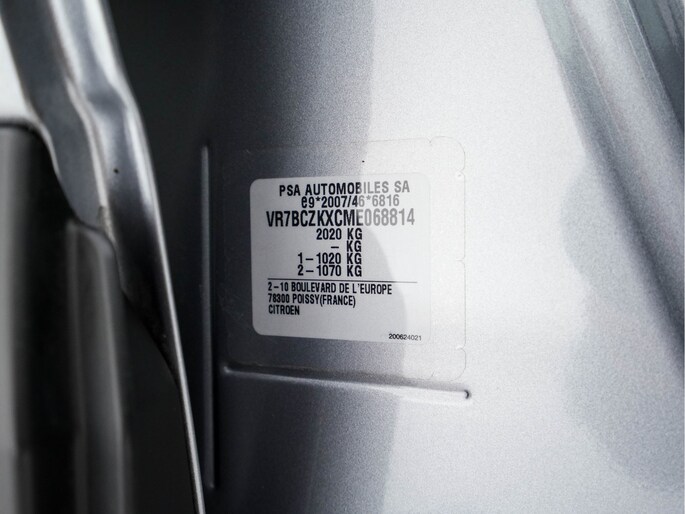 PSA AUTOMOBILES SA
e9*2007/46*6816
VR7BCZKXCME068814
2020 KG
- KG
1-1020 KG
2-1070 KG
2-10 BOULEVARD DE L'EUROPE
78300 POISSY(FRANCE)
CITROEN
200624021